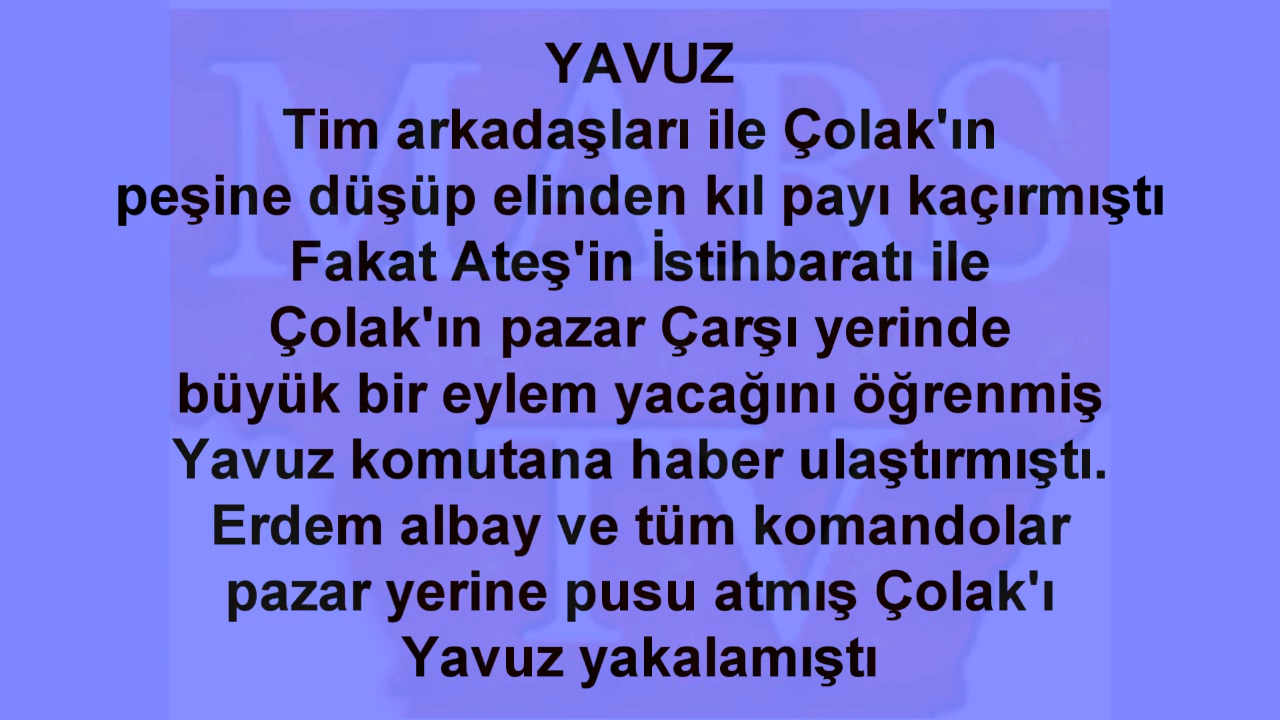 YAVUZ
Tim arkadaşları ile Çolak'ın
peşine düşüp elinden kıl payı kaçırmıştı
Fakat Ateş'in İstihbaratı ile
Çolak'ın pazar Çarşı yerinde
büyük bir eylem yacağını öğrenmiş
Yavuz komutana haber ulaştırmıştı.
Erdem albay ve tüm komandolar
pazar yerine pusu atmış Çolak'ı
Yavuz yakalamıştı
MARS
TV